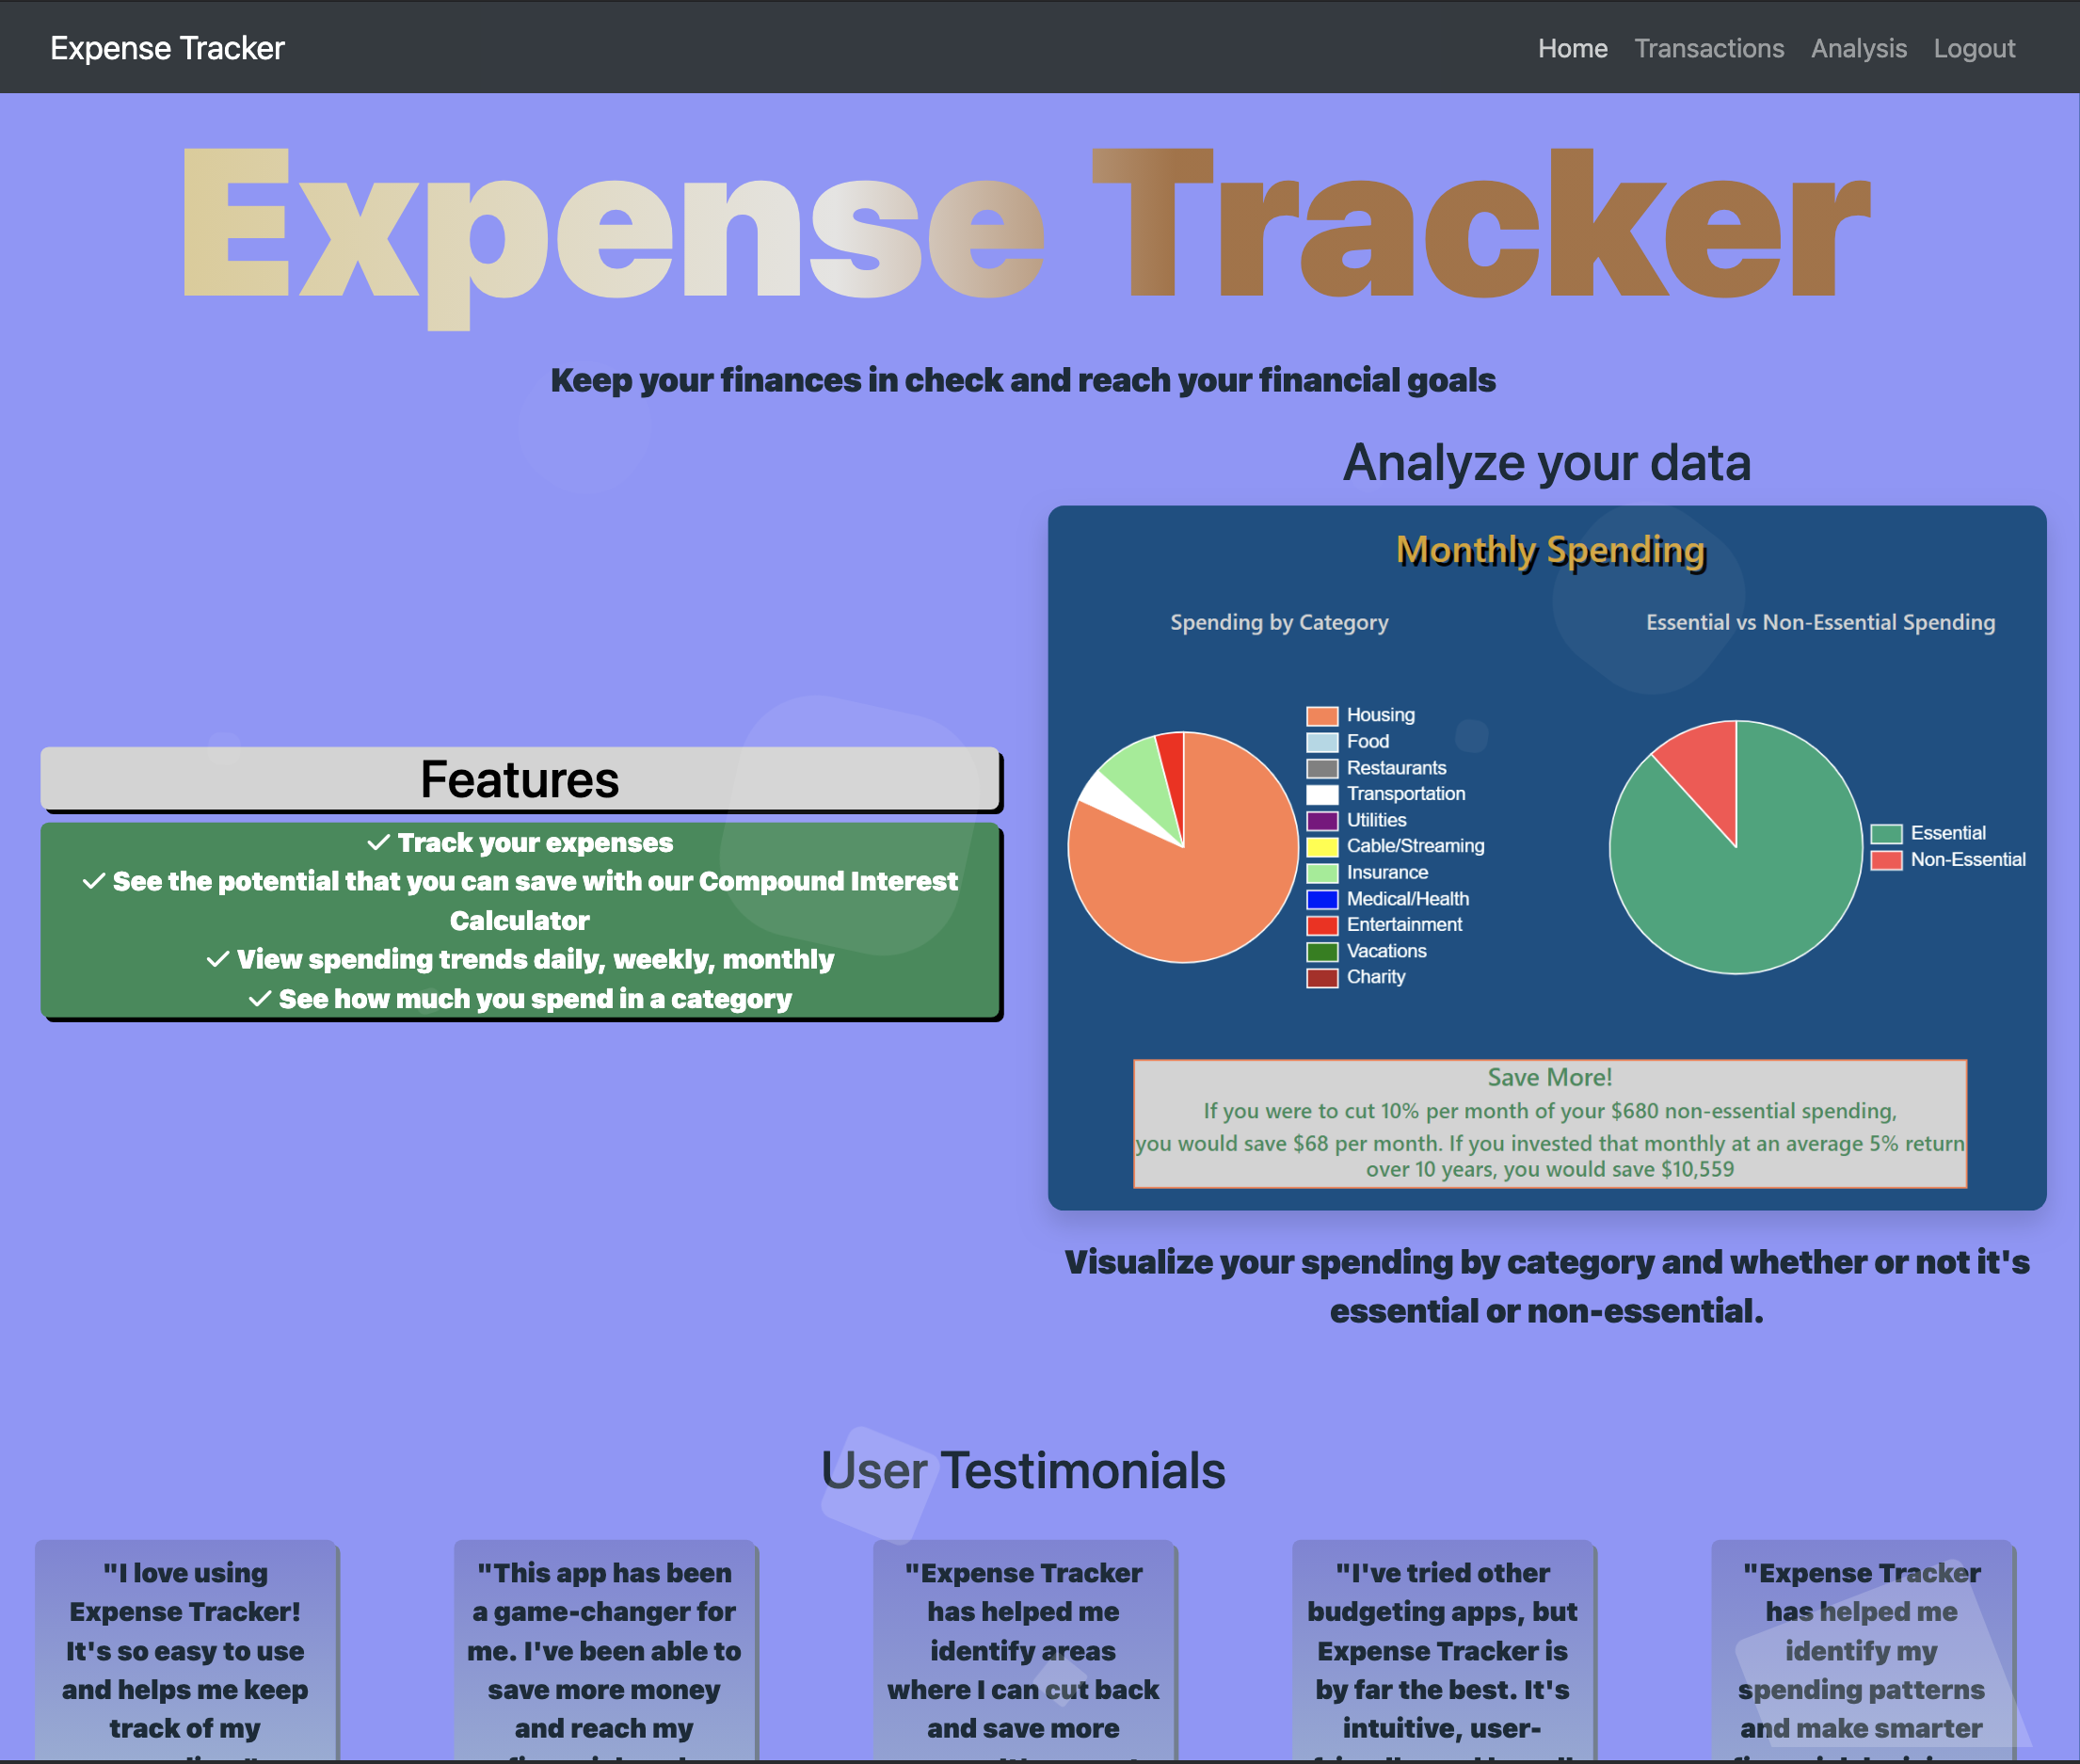 Expense Tracker
Home Transactions Analysis Logout
Expense Tracker
Keep your finances in check and reach your financial goals
Features
Track your expenses
See the potential that you can save with our Compound Interest
Calculator
View spending trends daily, weekly, monthly
See how much you spend in a category
Analyze your data
Monthly Spending
Spending by Category
Housing
Food
Restaurants
Transportation
Utilities
Cable/Streaming
Insurance
Medical/Health
Entertainment
Vacations
Charity
Essential vs Non-Essential Spending
Essential
Non-Essential
Save More!
If you were to cut 10% per month of your $680 non-essential spending,
you would save $68 per month. If you invested that monthly at an average 5% return
over 10 years, you would save $10,559
Visualize your spending by category and whether or not it's
essential or non-essential.
User Testimonials
"I love using
Expense Tracker!
It's so easy to use
and helps me keep
track of my
"This app has been
a game-changer for
me. I've been able to
save more money
and reach my
"Expense Tracker
has helped me
identify areas
where I can cut back
and save more
"I've tried other
budgeting apps, but
Expense Tracker is
by far the best. It's
intuitive, user-
"Expense Tracker
has helped me
identify my
spending patterns
and make smarter